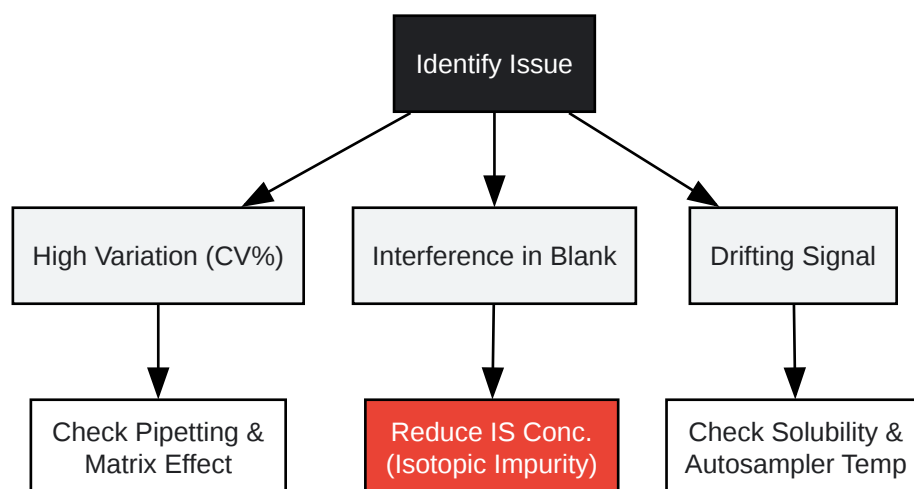 Identify Issue
High Variation (CV%)
Interference in Blank
Drifting Signal
Check Pipetting &
Matrix Effect
Reduce IS Conc.
(Isotopic Impurity)
Check Solubility &
Autosampler Temp